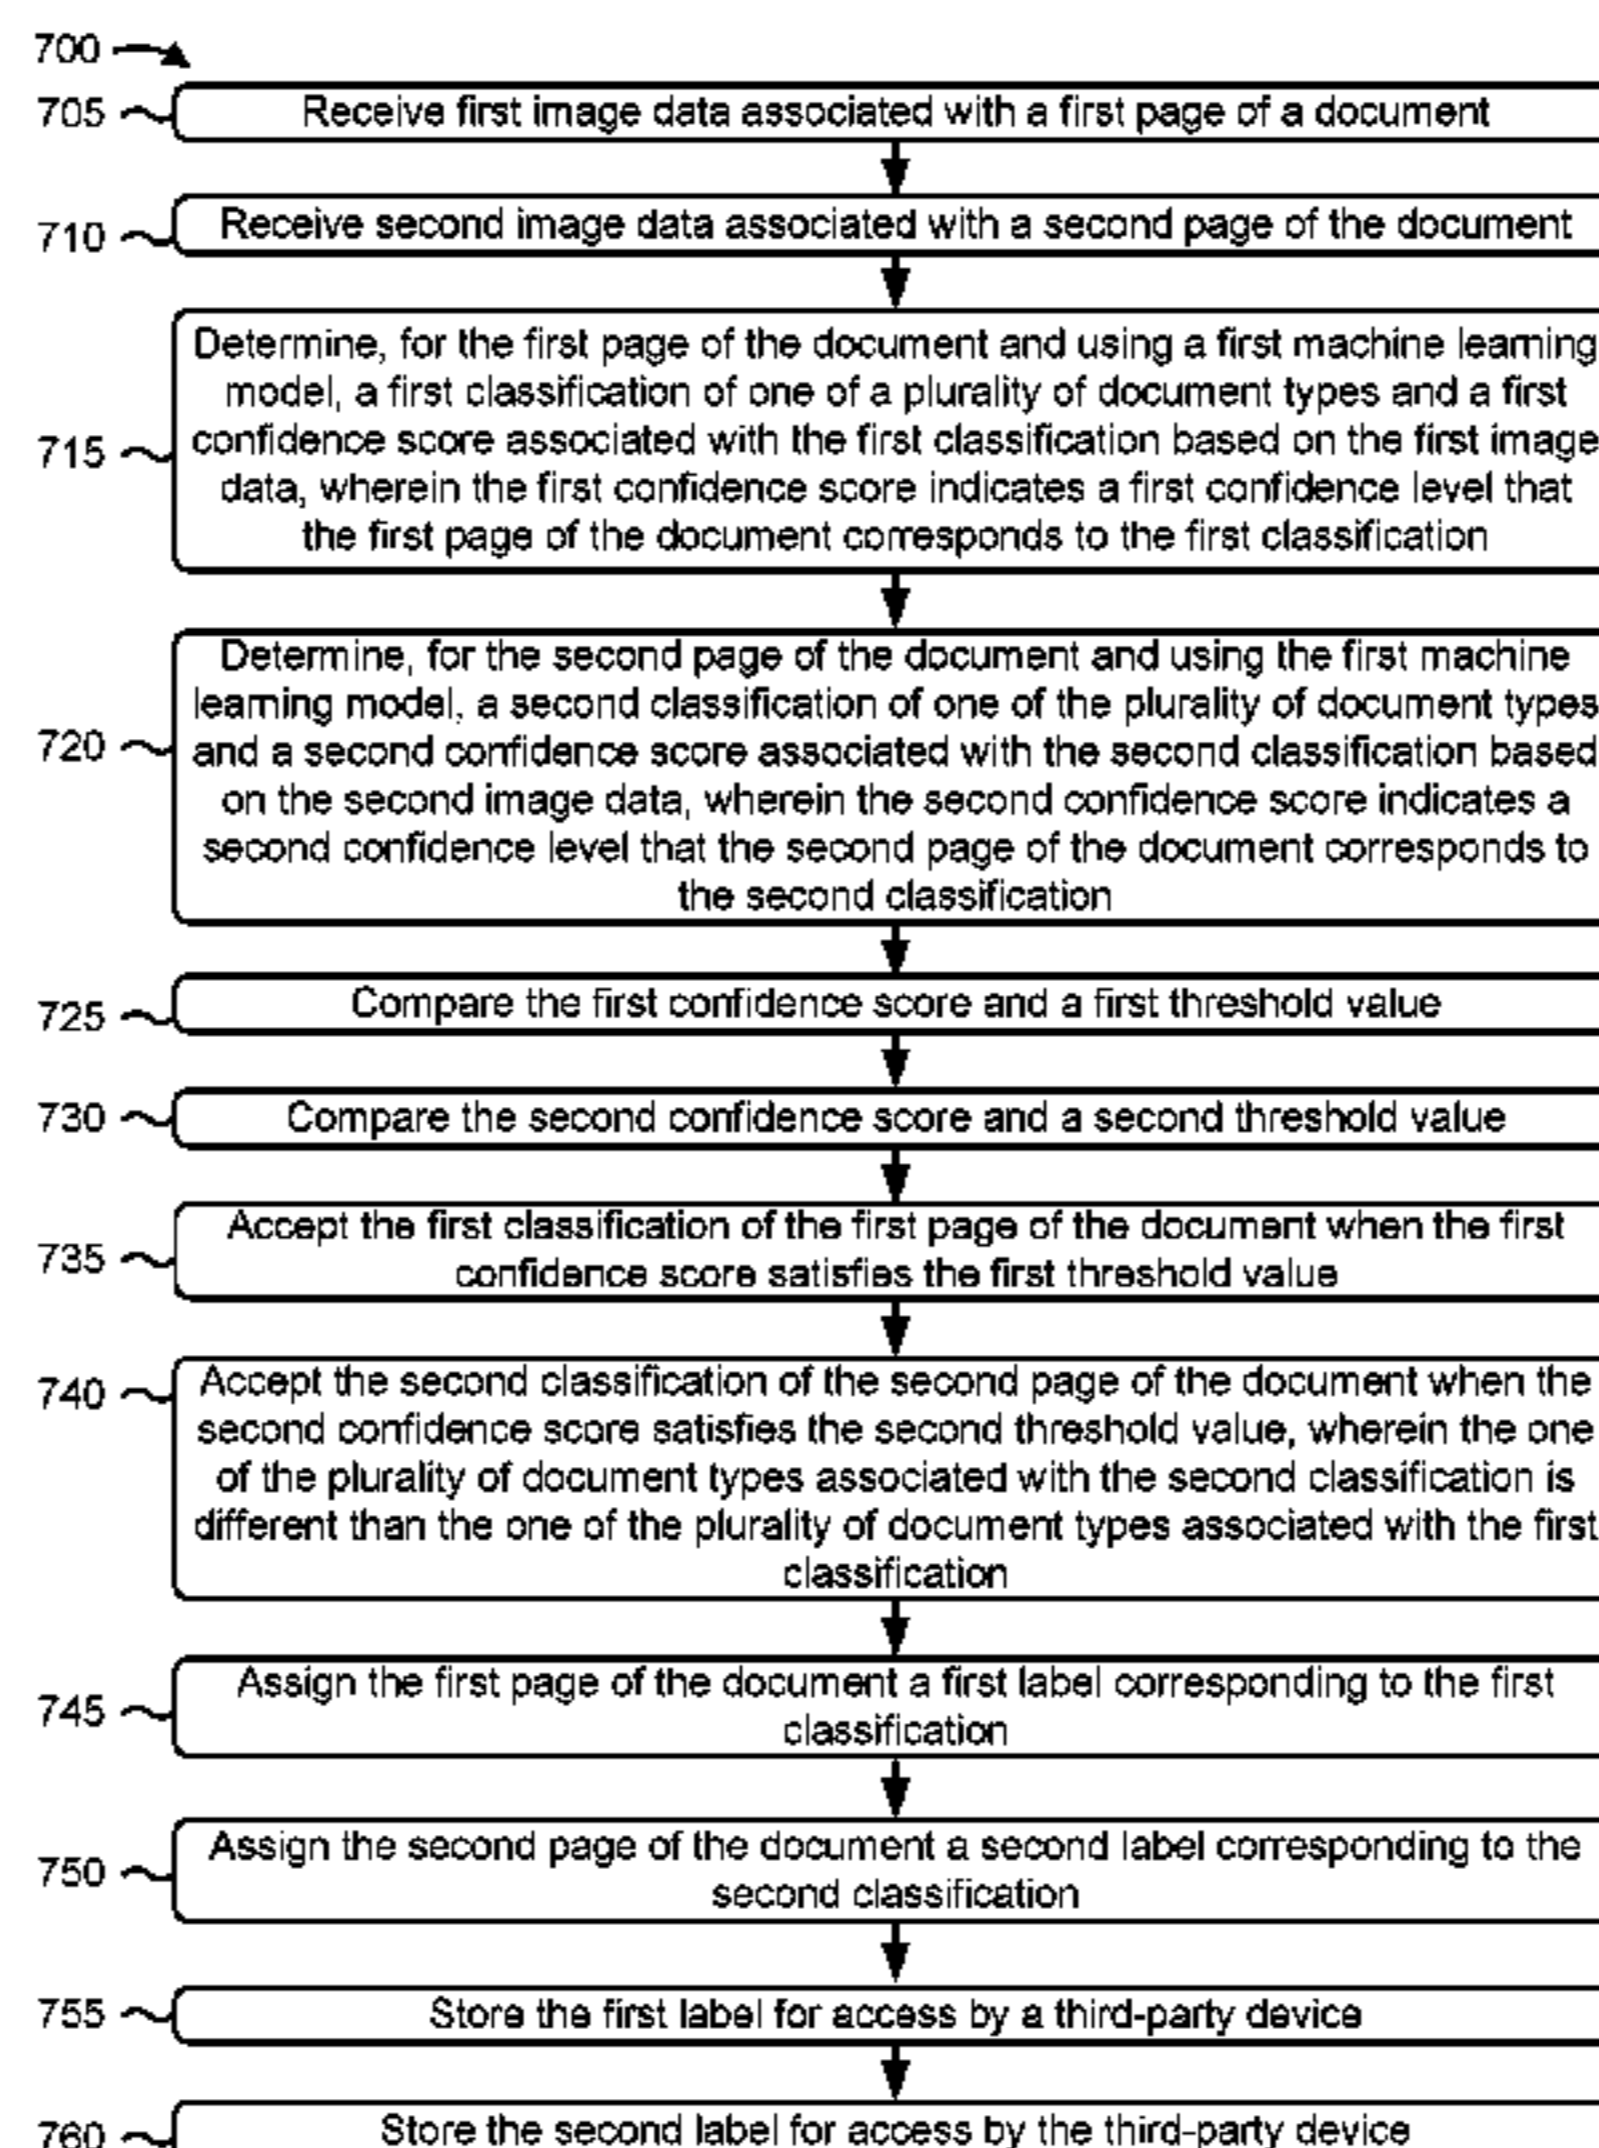 700
705 Receive first image data associated with a first page of a document
710 Receive second image data associated with a second page of the document
Determine, for the first page of the document and using a first machine learning
model, a first classification of one of a plurality of document types and a first
715 confidence score associated with the first classification based on the first image
data, wherein the first confidence score indicates a first confidence level that
the first page of the document corresponds to the first classification
Determine, for the second page of the document and using the first machine
learning model, a second classification of one of the plurality of document types
720 and a second confidence score associated with the second classification based
on the second image data, wherein the second confidence score indicates a
second confidence level that the second page of the document corresponds to
the second classification
725 Compare the first confidence score and a first threshold value
730 Compare the second confidence score and a second threshold value
Accept the first classification of the first page of the document when the first
735 confidence score satisfies the first threshold value
740 Accept the second classification of the second page of the document when the
second confidence score satisfies the second threshold value, wherein the one
of the plurality of document types associated with the second classification is
different than the one of the plurality of document types associated with the first
classification
Assign the first page of the document a first label corresponding to the first
745 classification
Assign the second page of the document a second label corresponding to the
750 second classification
755 Store the first label for access by a third-party device
760 Store the second label for access by the third-party device